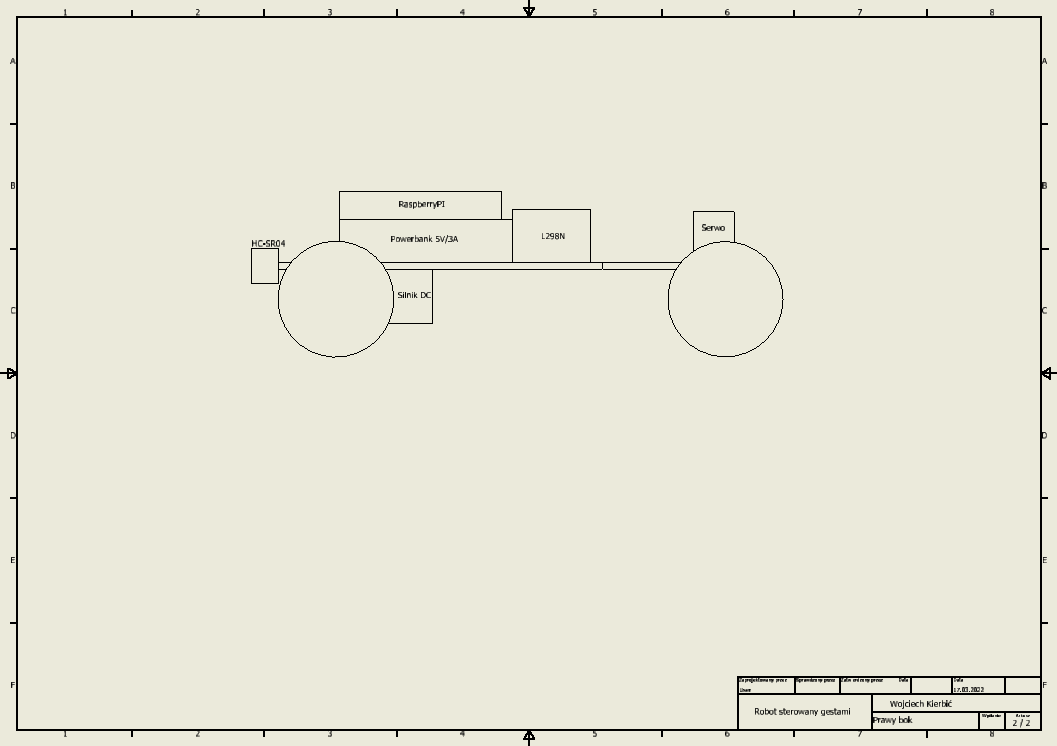 1 2 3 4 5 6 7 8
A A
B B
RaspberryPI
Serwo
L298N
Powerbank 5V/3A
HC-SR04
Silnik DC
C C
D D
E E
F F
Zaprojektowany przez Sprawdzony przez Zatwierdzony przez Data Data
User 17.03.2022
Wojciech Kierbić
Robot sterowany gestami
Wydanie Arkusz
Prawy bok 2 / 2
1 2 3 4 5 6 7 8